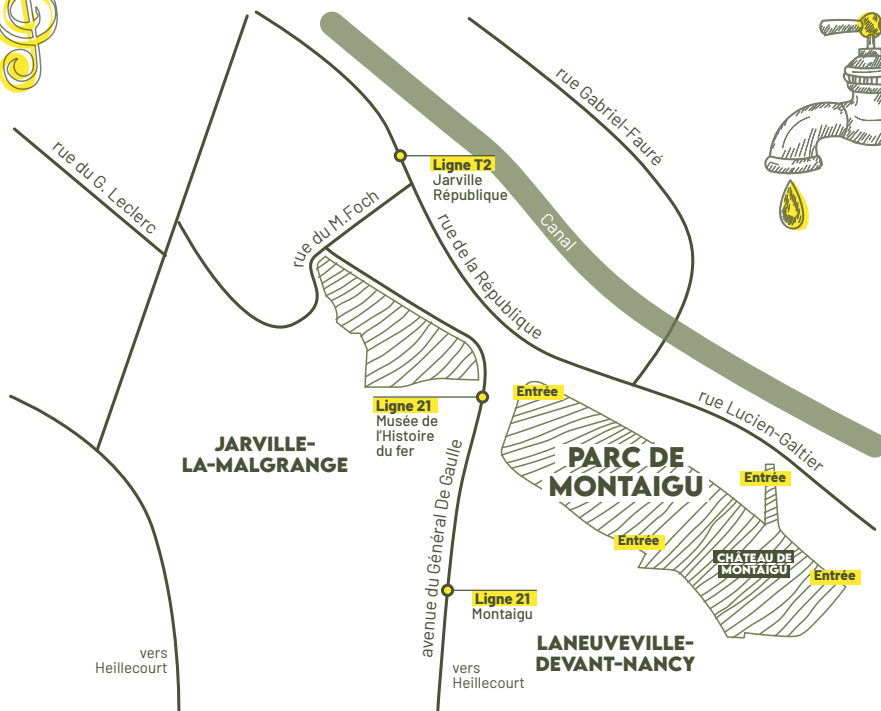 rue Gabriel-Fauré
rue du G. Leclerc
Ligne T2
Jarville
République
rue du M.Foch
Canal
rue de la République
Entrée
rue Lucien-Galtier
Ligne 21
Musée de
l'Histoire
du fer
JARVILLE-
LA-MALGRANGE
PARC DE
MONTAIGU
Entrée
avenue du Général De Gaulle
Entrée
CHÂTEAU DE
MONTAIGU
Entrée
Ligne 21
Montaigu
LANEUVEVILLE-
DEVANT-NANCY
vers
Heillecourt
vers
Heillecourt